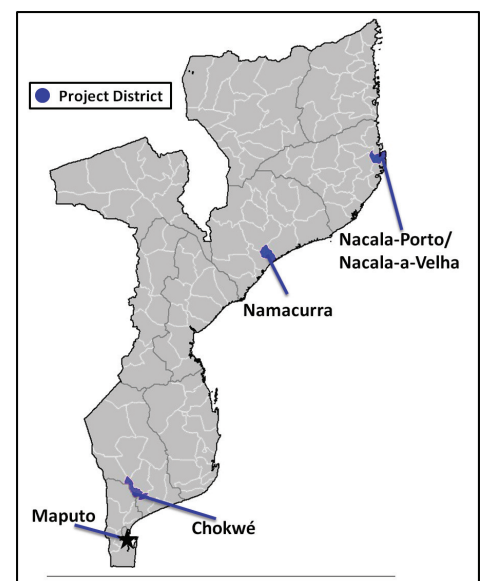 Project District
Nacala-Porto/
Nacala-a-Velha
Namacurra
Maputo
Chokwé